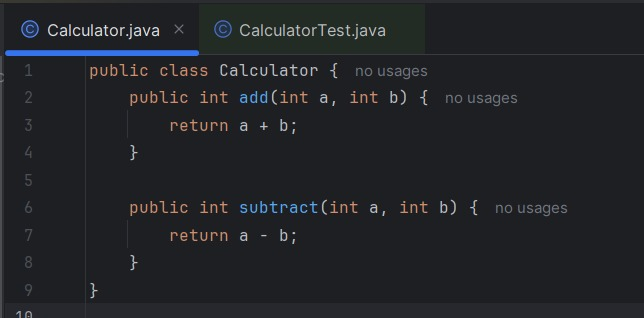 Calculator.java × CalculatorTest.java
1 public class Calculator { no usages
2     public int add(int a, int b) { no usages
3         return a + b;
4     }
5
6     public int subtract(int a, int b) { no usages
7         return a - b;
8     }
9 }
10